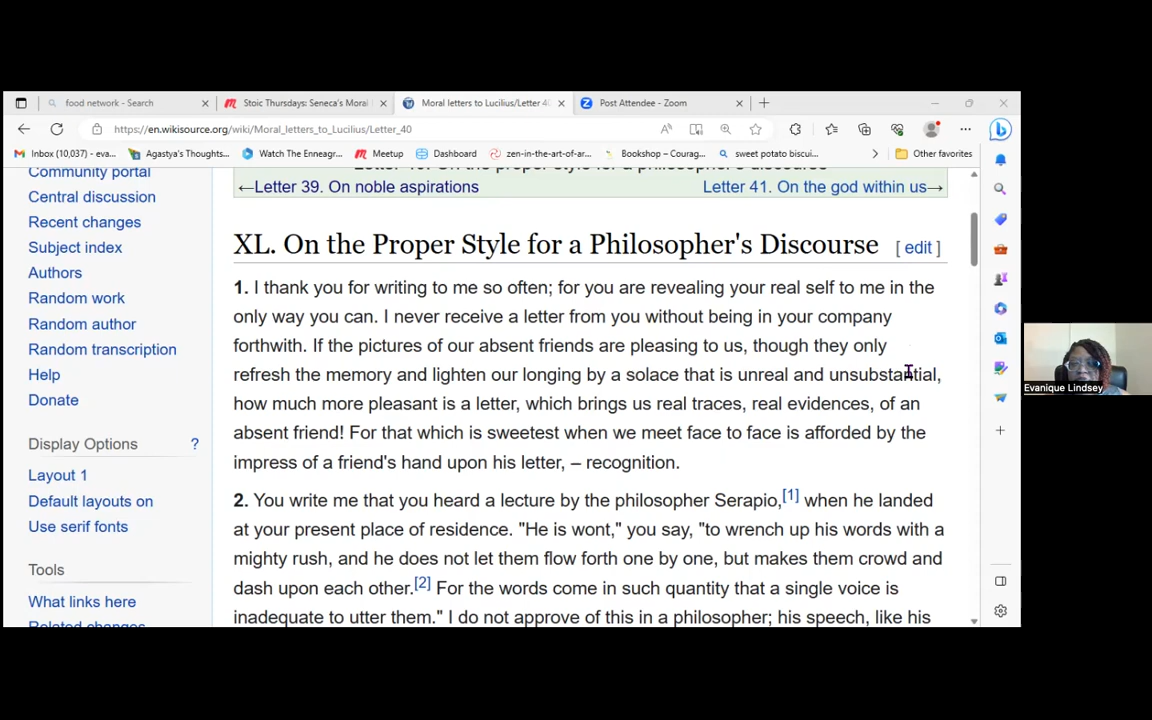 food network - Search
Stoic Thursdays: Seneca's Moral
Moral letters to Lucilius/Letter 40
Post Attendee - Zoom
https://en.wikisource.org/wiki/Moral_letters_to_Lucilius/Letter_40
Inbox (10,037) - eva...
Agastya's Thoughts...
Watch The Enneagr...
Meetup
Dashboard
zen-in-the-art-of-ar...
Bookshop – Courag...
sweet potato biscui...
Other favorites
Community portal
Central discussion
Recent changes
Subject index
Authors
Random work
Random author
Random transcription
Help
Donate
Display Options ?
Layout 1
Default layouts on
Use serif fonts
Tools
What links here
Related changes
Letter 40. On the proper style for a philosopher's discourse
←Letter 39. On noble aspirations
Letter 41. On the god within us→
XL. On the Proper Style for a Philosopher's Discourse [ edit ]
1. I thank you for writing to me so often; for you are revealing your real self to me in the
only way you can. I never receive a letter from you without being in your company
forthwith. If the pictures of our absent friends are pleasing to us, though they only
refresh the memory and lighten our longing by a solace that is unreal and unsubstantial,
how much more pleasant is a letter, which brings us real traces, real evidences, of an
absent friend! For that which is sweetest when we meet face to face is afforded by the
impress of a friend's hand upon his letter, – recognition.
2. You write me that you heard a lecture by the philosopher Serapio,[1] when he landed
at your present place of residence. "He is wont," you say, "to wrench up his words with a
mighty rush, and he does not let them flow forth one by one, but makes them crowd and
dash upon each other.[2] For the words come in such quantity that a single voice is
inadequate to utter them." I do not approve of this in a philosopher; his speech, like his
Evanique Lindsey